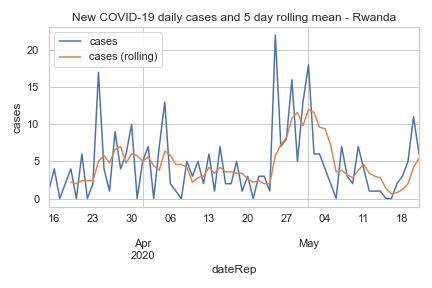 New COVID-19 daily cases and 5 day rolling mean - Rwanda
cases
cases (rolling)
20
15
10
5
0
cases
16 23 30 06 13 20 27 04 11 18
Apr May
2020
dateRep